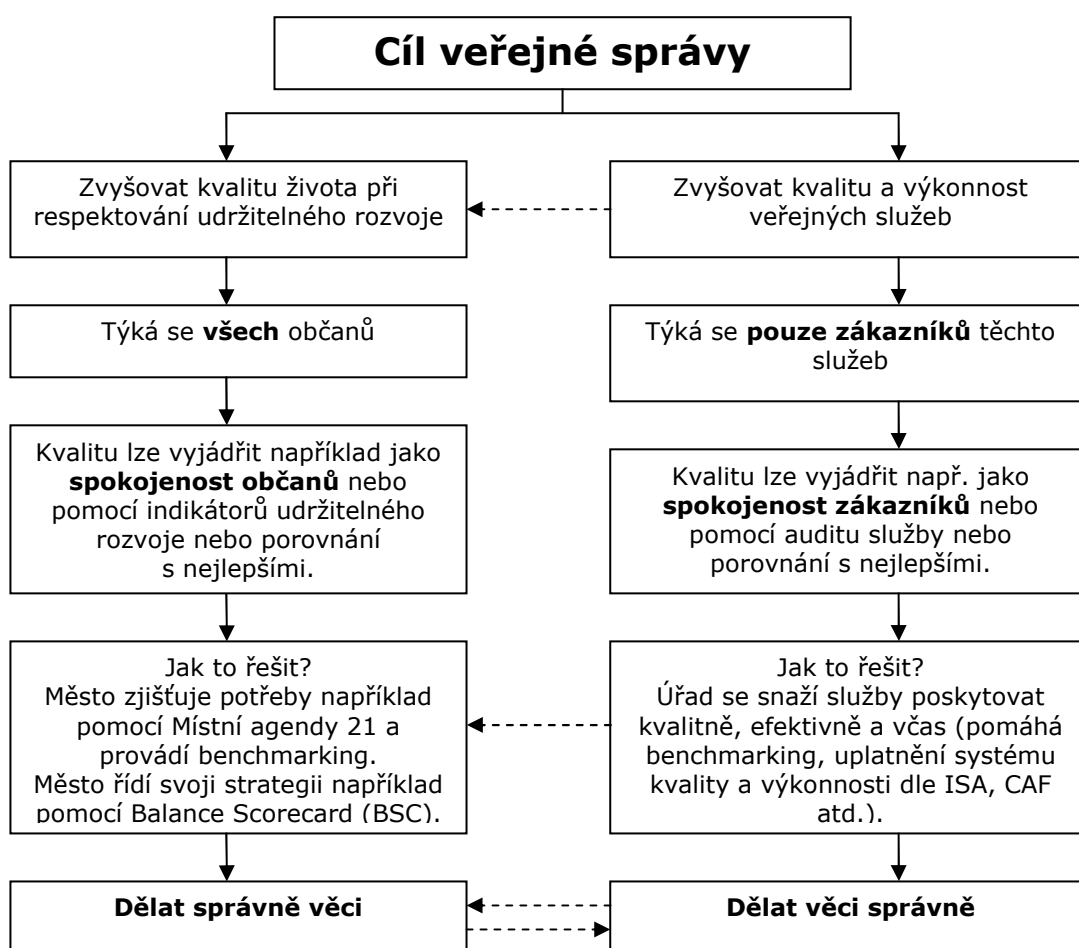 Cíl veřejné správy
Zvyšovat kvalitu života při
respektování udržitelného rozvoje
Zvyšovat kvalitu a výkonnost
veřejných služeb
Týká se všech občanů
Týká se pouze zákazníků těchto
služeb
Kvalitu lze vyjádřit například jako
spokojenost občanů nebo
pomocí indikátorů udržitelného
rozvoje nebo porovnání
s nejlepšími.
Kvalitu lze vyjádřit např. jako
spokojenost zákazníků nebo
pomocí auditu služby nebo
porovnání s nejlepšími.
Jak to řešit?
Město zjišťuje potřeby například
pomocí Místní agendy 21 a
provádí benchmarking.
Město řídí svoji strategii například
pomocí Balance Scorecard (BSC).
Jak to řešit?
Úřad se snaží služby poskytovat
kvalitně, efektivně a včas (pomáhá
benchmarking, uplatnění systému
kvality a výkonnosti dle ISA, CAF
atd.).
Dělat správně věci
Dělat věci správně